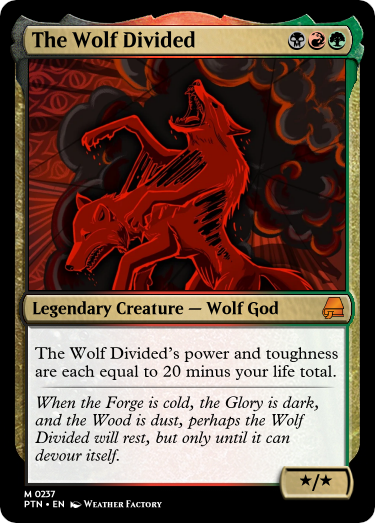 The Wolf Divided
Legendary Creature — Wolf God
The Wolf Divided's power and toughness
are each equal to 20 minus your life total.
When the Forge is cold, the Glory is dark,
and the Wood is dust, perhaps the Wolf
Divided will rest, but only until it can
devour itself.
*/*
M 0237
PTN • EN Weather Factory